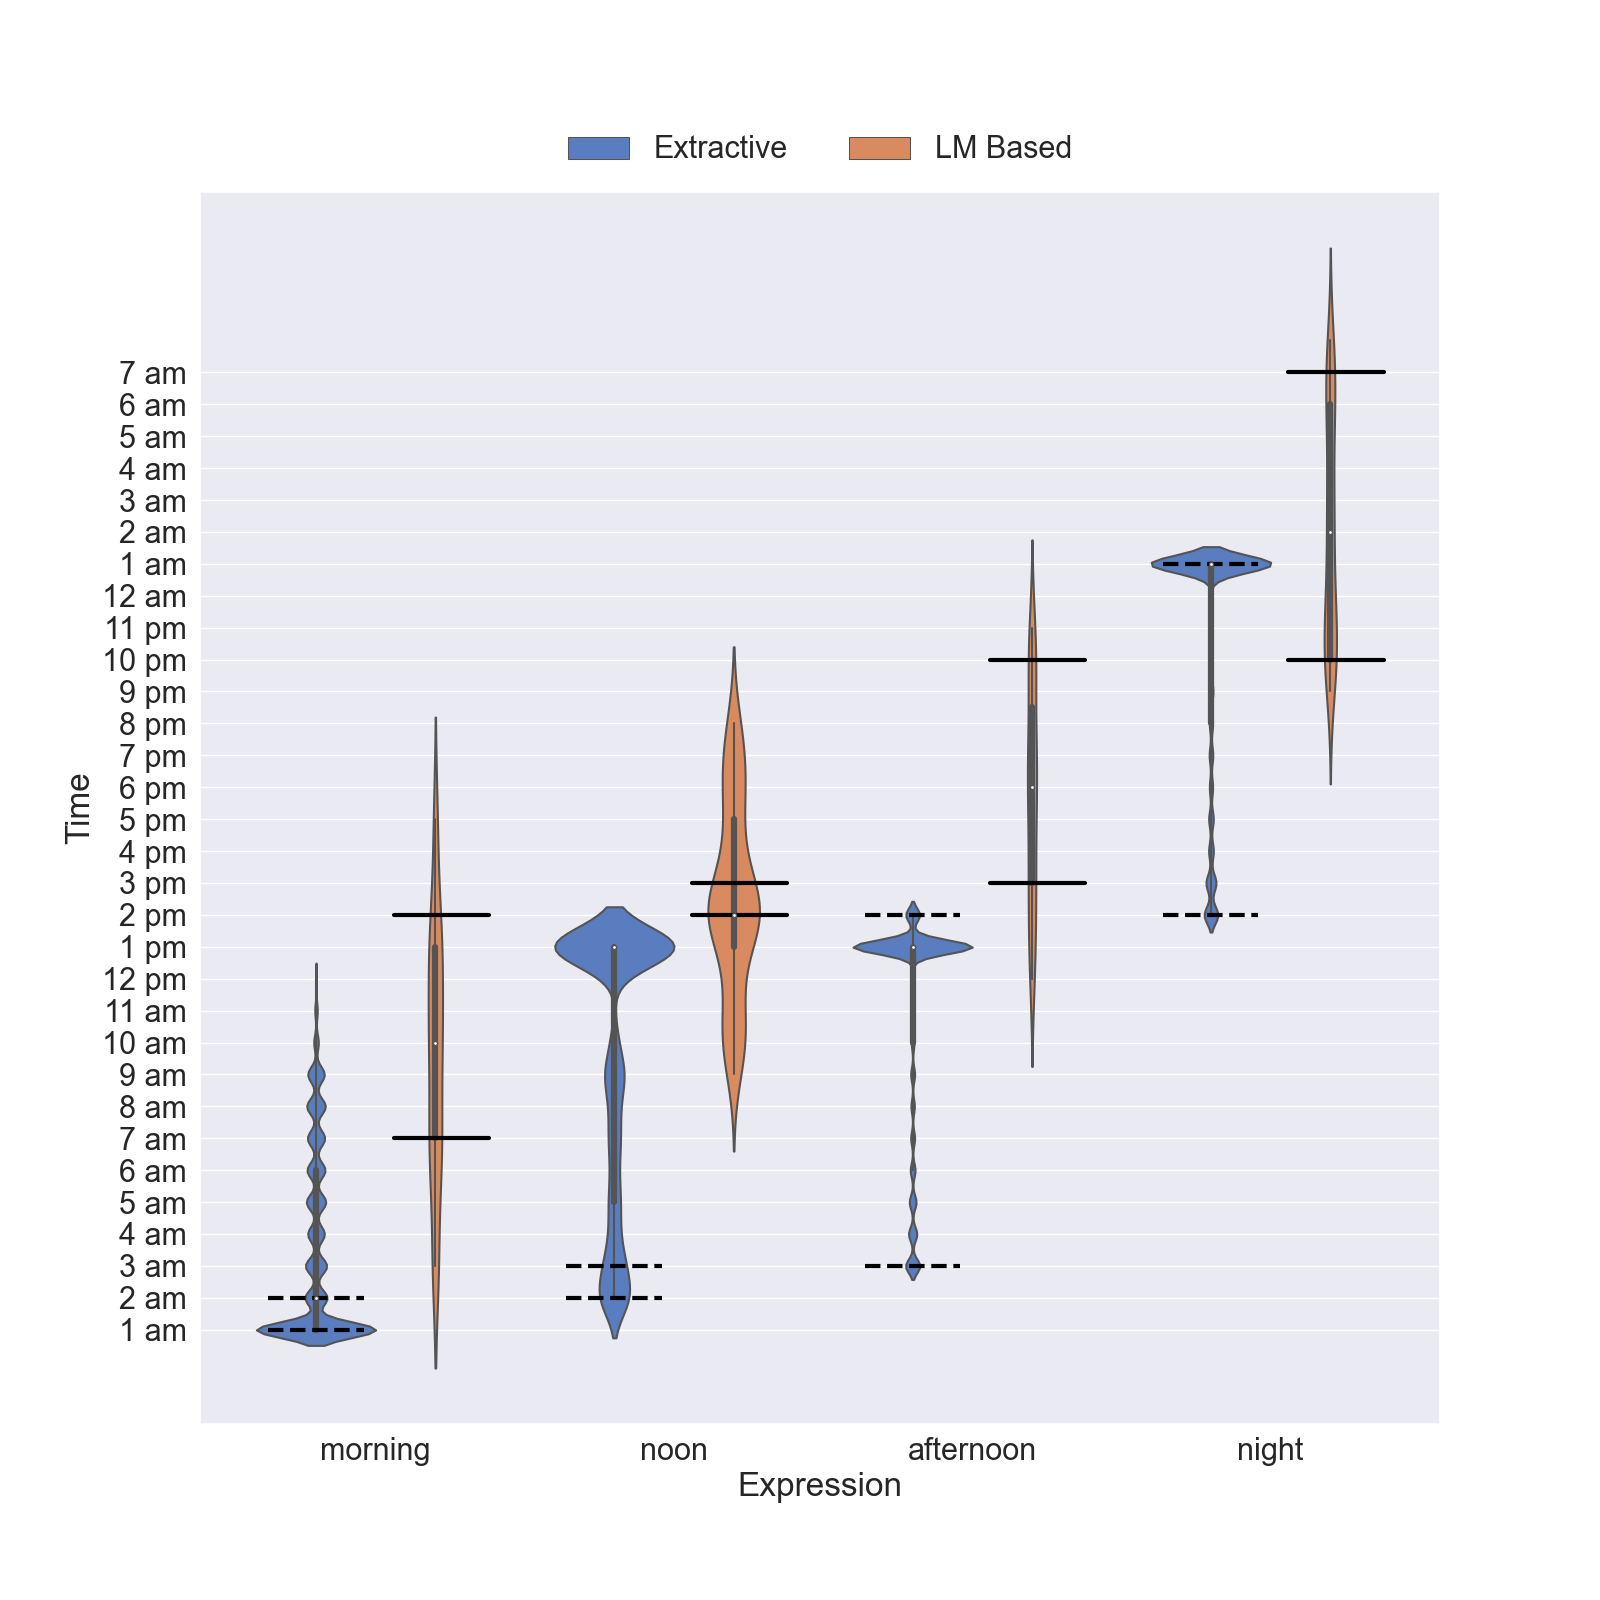 Extractive
LM Based
7 am
6 am
5 am
4 am
3 am
2 am
1 am
12 am
11 pm
10 pm
9 pm
8 pm
7 pm
6 pm
5 pm
4 pm
3 pm
2 pm
1 pm
12 pm
11 am
10 am
9 am
8 am
7 am
6 am
5 am
4 am
3 am
2 am
1 am
Time
morning
noon
afternoon
night
Expression